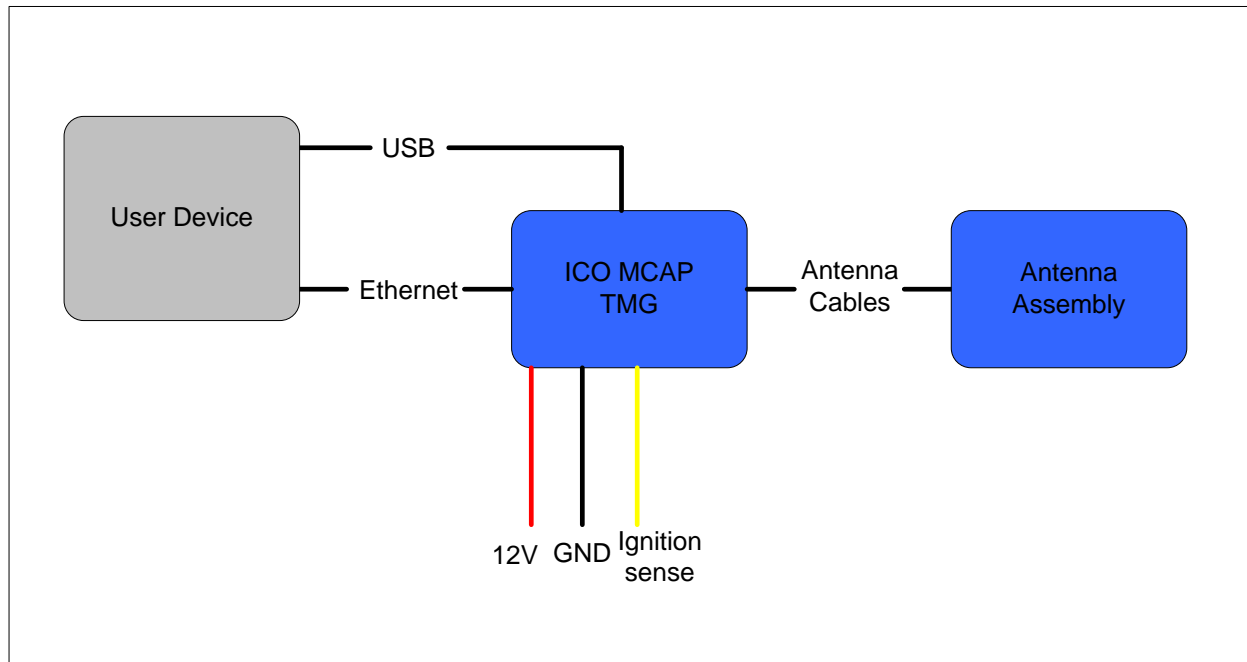 USB
User Device
Ethernet
ICO MCAP
TMG
Antenna
Cables
Antenna
Assembly
12V
GND
Ignition
sense